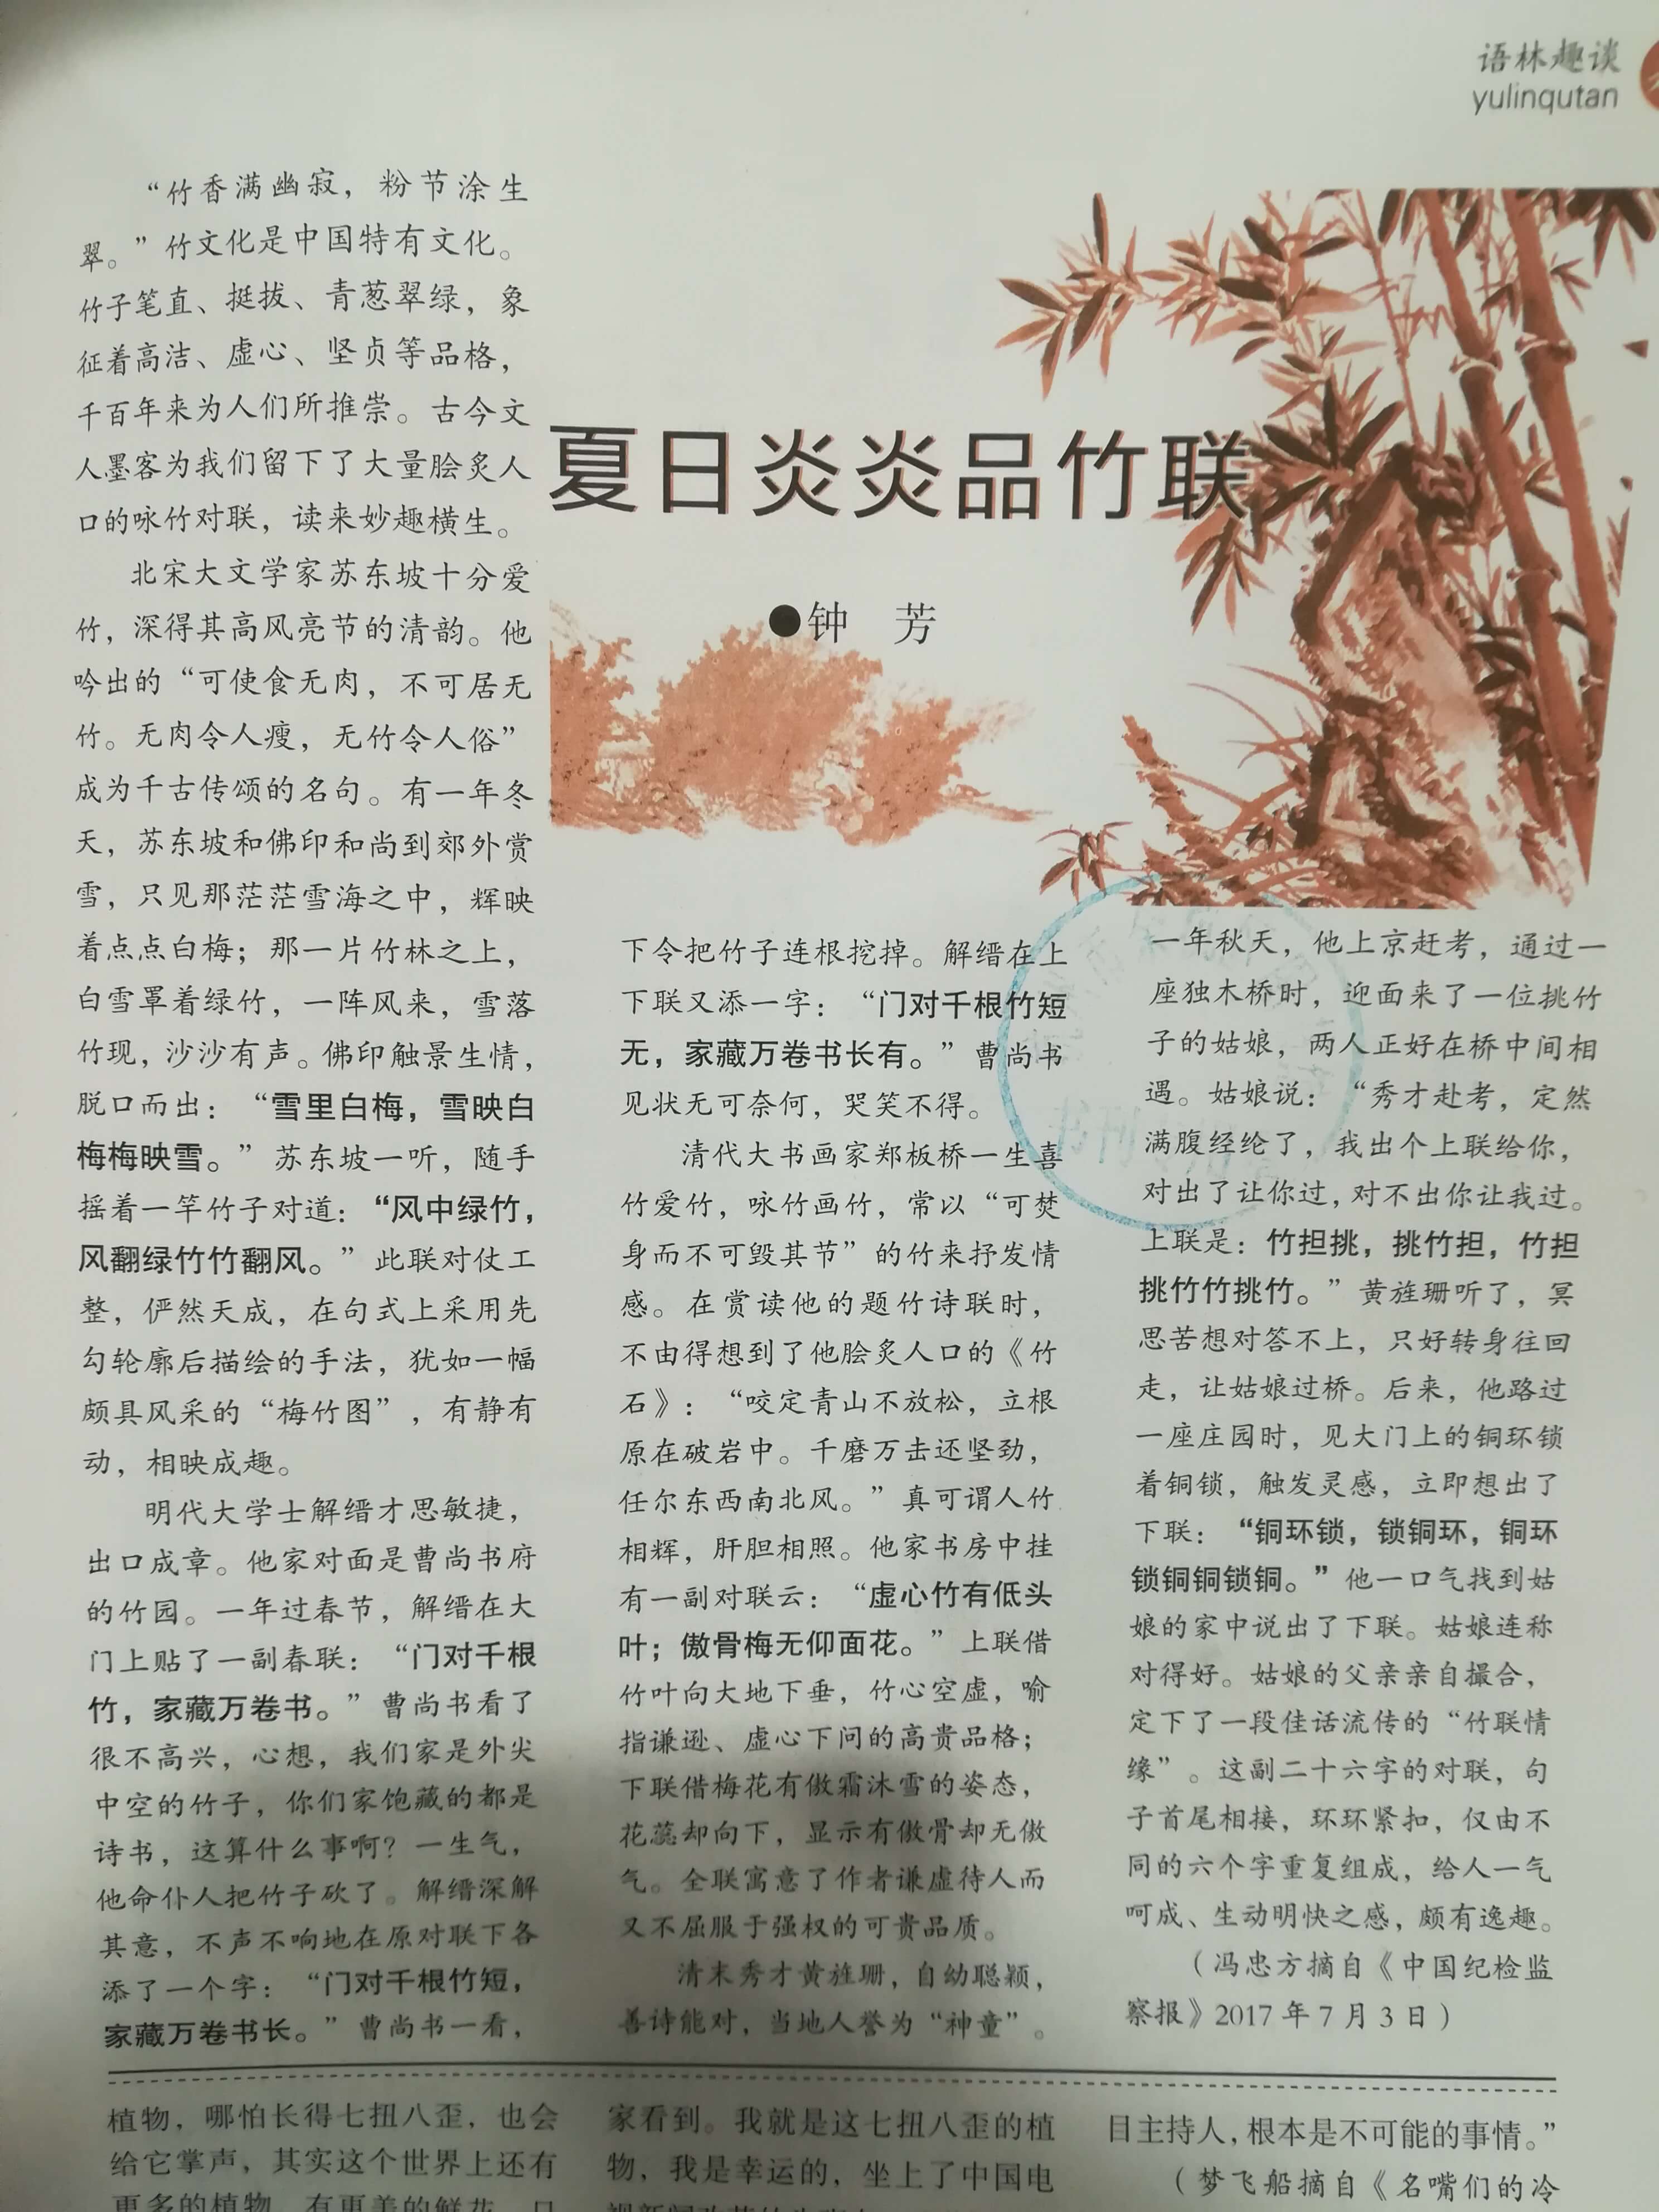 语林趣谈
yulinqutan
夏日炎炎品竹联
●钟 芳
“竹香满幽寂，粉节涂生
翠。”竹文化是中国特有文化。
竹子笔直、挺拔、青葱翠绿，象
征着高洁、虚心、坚贞等品格，
千百年来为人们所推崇。古今文
人墨客为我们留下了大量脍炙人
口的咏竹对联，读来妙趣横生。
北宋大文学家苏东坡十分爱
竹，深得其高风亮节的清韵。他
吟出的“可使食无肉，不可居无
竹。无肉令人瘦，无竹令人俗”
成为千古传颂的名句。有一年冬
天，苏东坡和佛印和尚到郊外赏
雪，只见那茫茫雪海之中，辉映
着点点白梅；那一片竹林之上，
白雪罩着绿竹，一阵风来，雪落
竹现，沙沙有声。佛印触景生情，
脱口而出：“雪里白梅，雪映白
梅梅映雪。”苏东坡一听，随手
摇着一竿竹子对道：“风中绿竹，
风翻绿竹竹翻风。”此联对仗工
整，俨然天成，在句式上采用先
勾轮廓后描绘的手法，犹如一幅
颇具风采的“梅竹图”，有静有
动，相映成趣。
明代大学士解缙才思敏捷，
出口成章。他家对面是曹尚书府
的竹园。一年过春节，解缙在大
门上贴了一副春联：“门对千根
竹，家藏万卷书。”曹尚书看了
很不高兴，心想，我们家是外尖
中空的竹子，你们家饱藏的都是
诗书，这算什么事啊？一生气，
他命仆人把竹子砍了。解缙深解
其意，不声不响地在原对联下各
添了一个字：“门对千根竹短，
家藏万卷书长。”曹尚书一看，
下令把竹子连根挖掉。解缙在上
下联又添一字：“门对千根竹短
无，家藏万卷书长有。”曹尚书
见状无可奈何，哭笑不得。
清代大书画家郑板桥一生喜
竹爱竹，咏竹画竹，常以“可焚
身而不可毁其节”的竹来抒发情
感。在赏读他的题竹诗联时，
不由得想到了他脍炙人口的《竹
石》：“咬定青山不放松，立根
原在破岩中。千磨万击还坚劲，
任尔东西南北风。”真可谓人竹
相辉，肝胆相照。他家书房中挂
有一副对联云：“虚心竹有低头
叶；傲骨梅无仰面花。”上联借
竹叶向大地下垂，竹心空虚，喻
指谦逊、虚心下问的高贵品格；
下联借梅花有傲霜沐雪的姿态，
花蕊却向下，显示有傲骨却无傲
气。全联寓意了作者谦虚待人而
又不屈服于强权的可贵品质。
清末秀才黄旌珊，自幼聪颖，
善诗能对，当地人誉为“神童”。
一年秋天，他上京赶考，通过一
座独木桥时，迎面来了一位挑竹
子的姑娘，两人正好在桥中间相
遇。姑娘说：“秀才赴考，定然
满腹经纶了，我出个上联给你，
对出了让你过，对不出你让我过。
上联是：竹担挑，挑竹担，竹担
挑竹竹挑竹。”黄旌珊听了，冥
思苦想对答不上，只好转身往回
走，让姑娘过桥。后来，他路过
一座庄园时，见大门上的铜环锁
着铜锁，触发灵感，立即想出了
下联：“铜环锁，锁铜环，铜环
锁铜铜锁铜。”他一口气找到姑
娘的家中说出了下联。姑娘连称
对得好。姑娘的父亲亲自撮合，
定下了一段佳话流传的“竹联情
缘”。这副二十六字的对联，句
子首尾相接，环环紧扣，仅由不
同的六个字重复组成，给人一气
呵成、生动明快之感，颇有逸趣。
（冯忠方摘自《中国纪检监
察报》2017年7月3日）
植物，哪怕长得七扭八歪，也会
给它掌声，其实这个世界上还有
更多的植物，有更美的鲜花，只
家看到。我就是这七扭八歪的植
物，我是幸运的，坐上了中国电
目主持人，根本是不可能的事情。”
（梦飞船摘自《名嘴们的冷